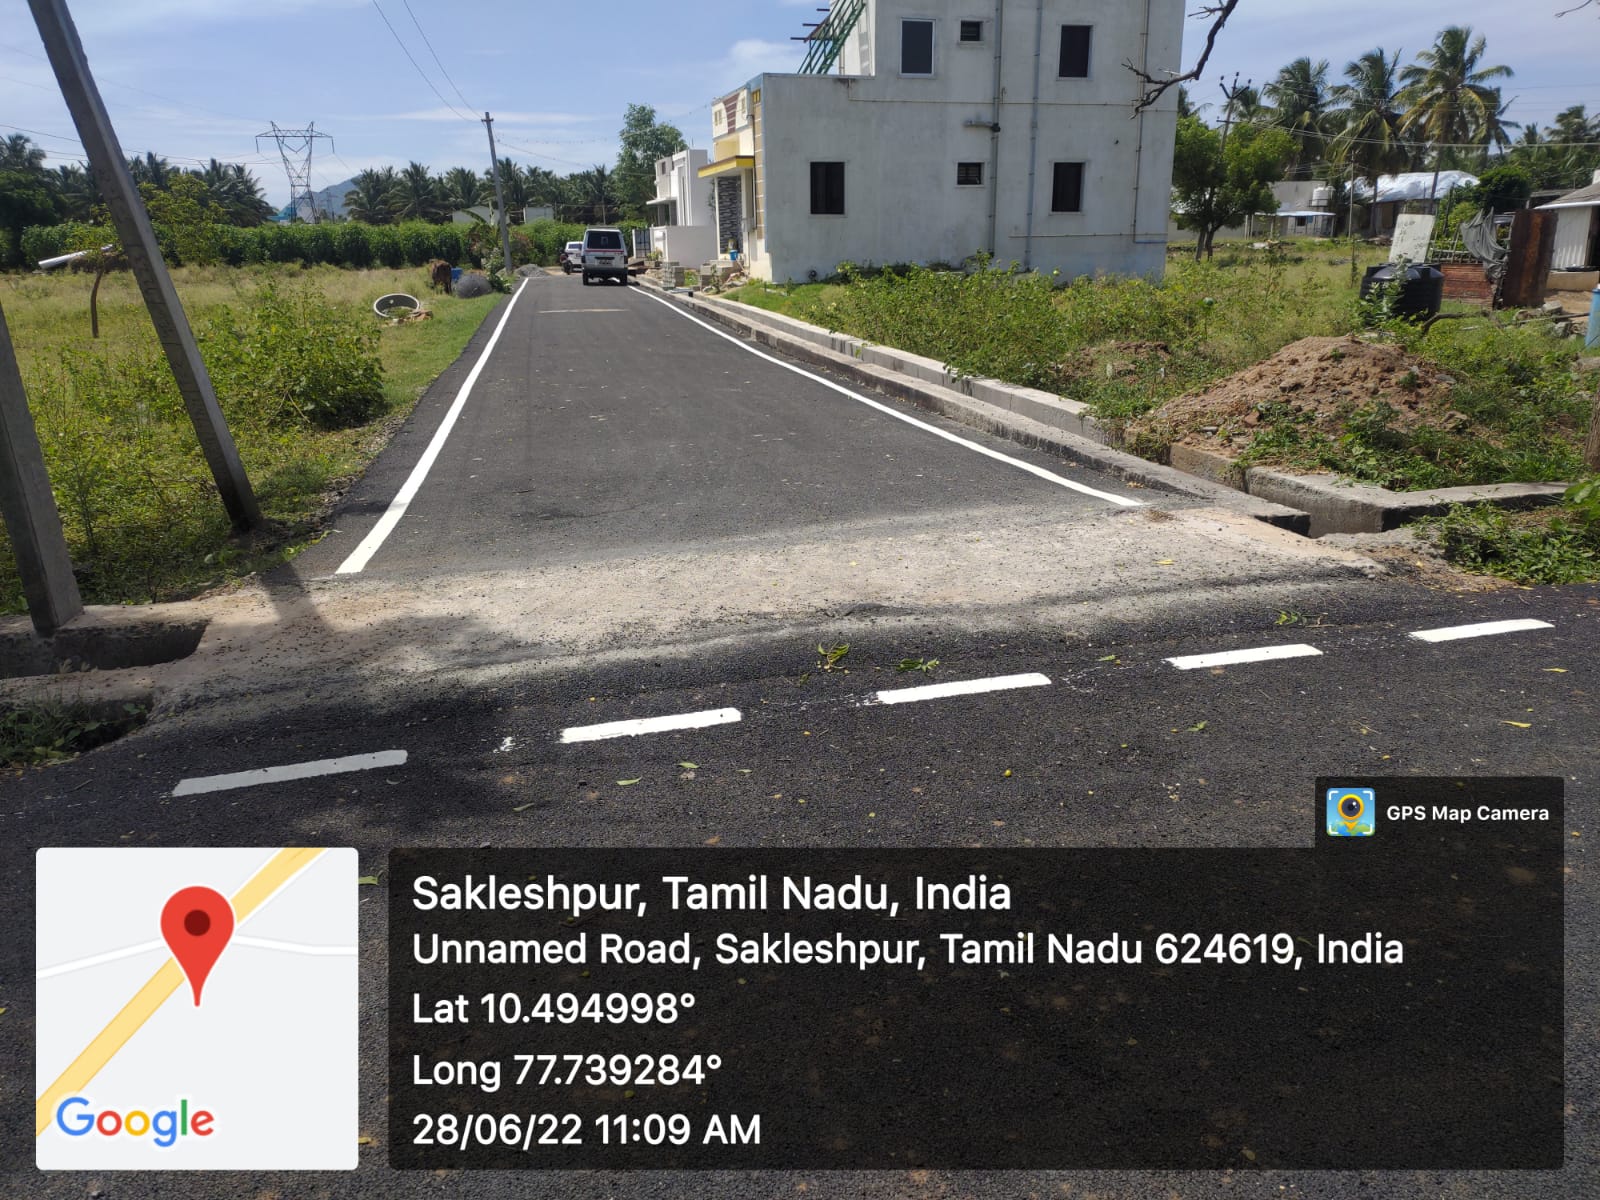 GPS Map Camera
Sakleshpur, Tamil Nadu, India
Unnamed Road, Sakleshpur, Tamil Nadu 624619, India
Lat 10.494998°
Long 77.739284°
28/06/22 11:09 AM
Google